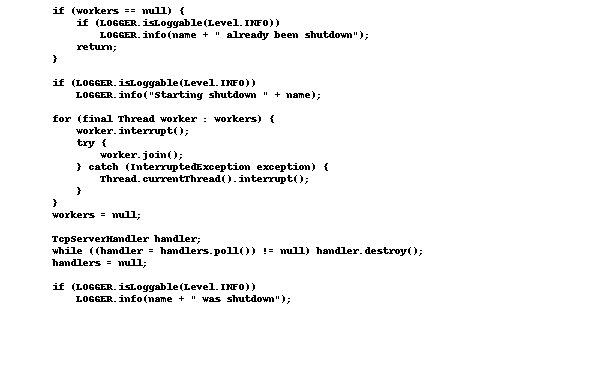 if (workers == null) {
if (LOGGER.isLoggable(Level.INFO))
LOGGER.info(name + " already been shutdown");
return;
}
if (LOGGER.isLoggable(Level.INFO))
LOGGER.info("Starting shutdown " + name);
for (final Thread worker : workers) {
worker.interrupt();
try {
worker.join();
} catch (InterruptedException exception) {
Thread.currentThread().interrupt();
}
}
workers = null;
TcpServerHandler handler;
while ((handler = handlers.poll()) != null) handler.destroy();
handlers = null;
if (LOGGER.isLoggable(Level.INFO))
LOGGER.info(name + " was shutdown");